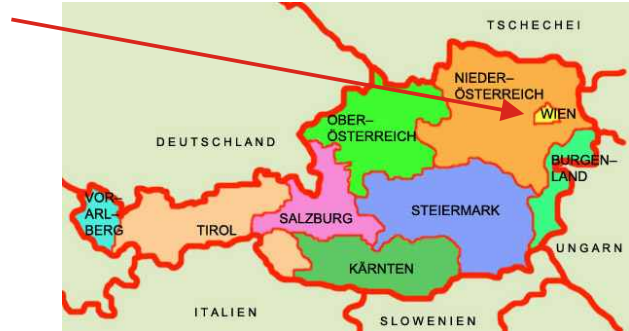 TSCHECHEI
NIEDER–
ÖSTERREICH
WIEN
OBER–
ÖSTERREICH
DEUTSCHLAND
BURGEN–
LAND
VOR–
ARL–
BERG
TIROL
SALZBURG
STEIERMARK
UNGARN
KÄRNTEN
ITALIEN
SLOWENIEN